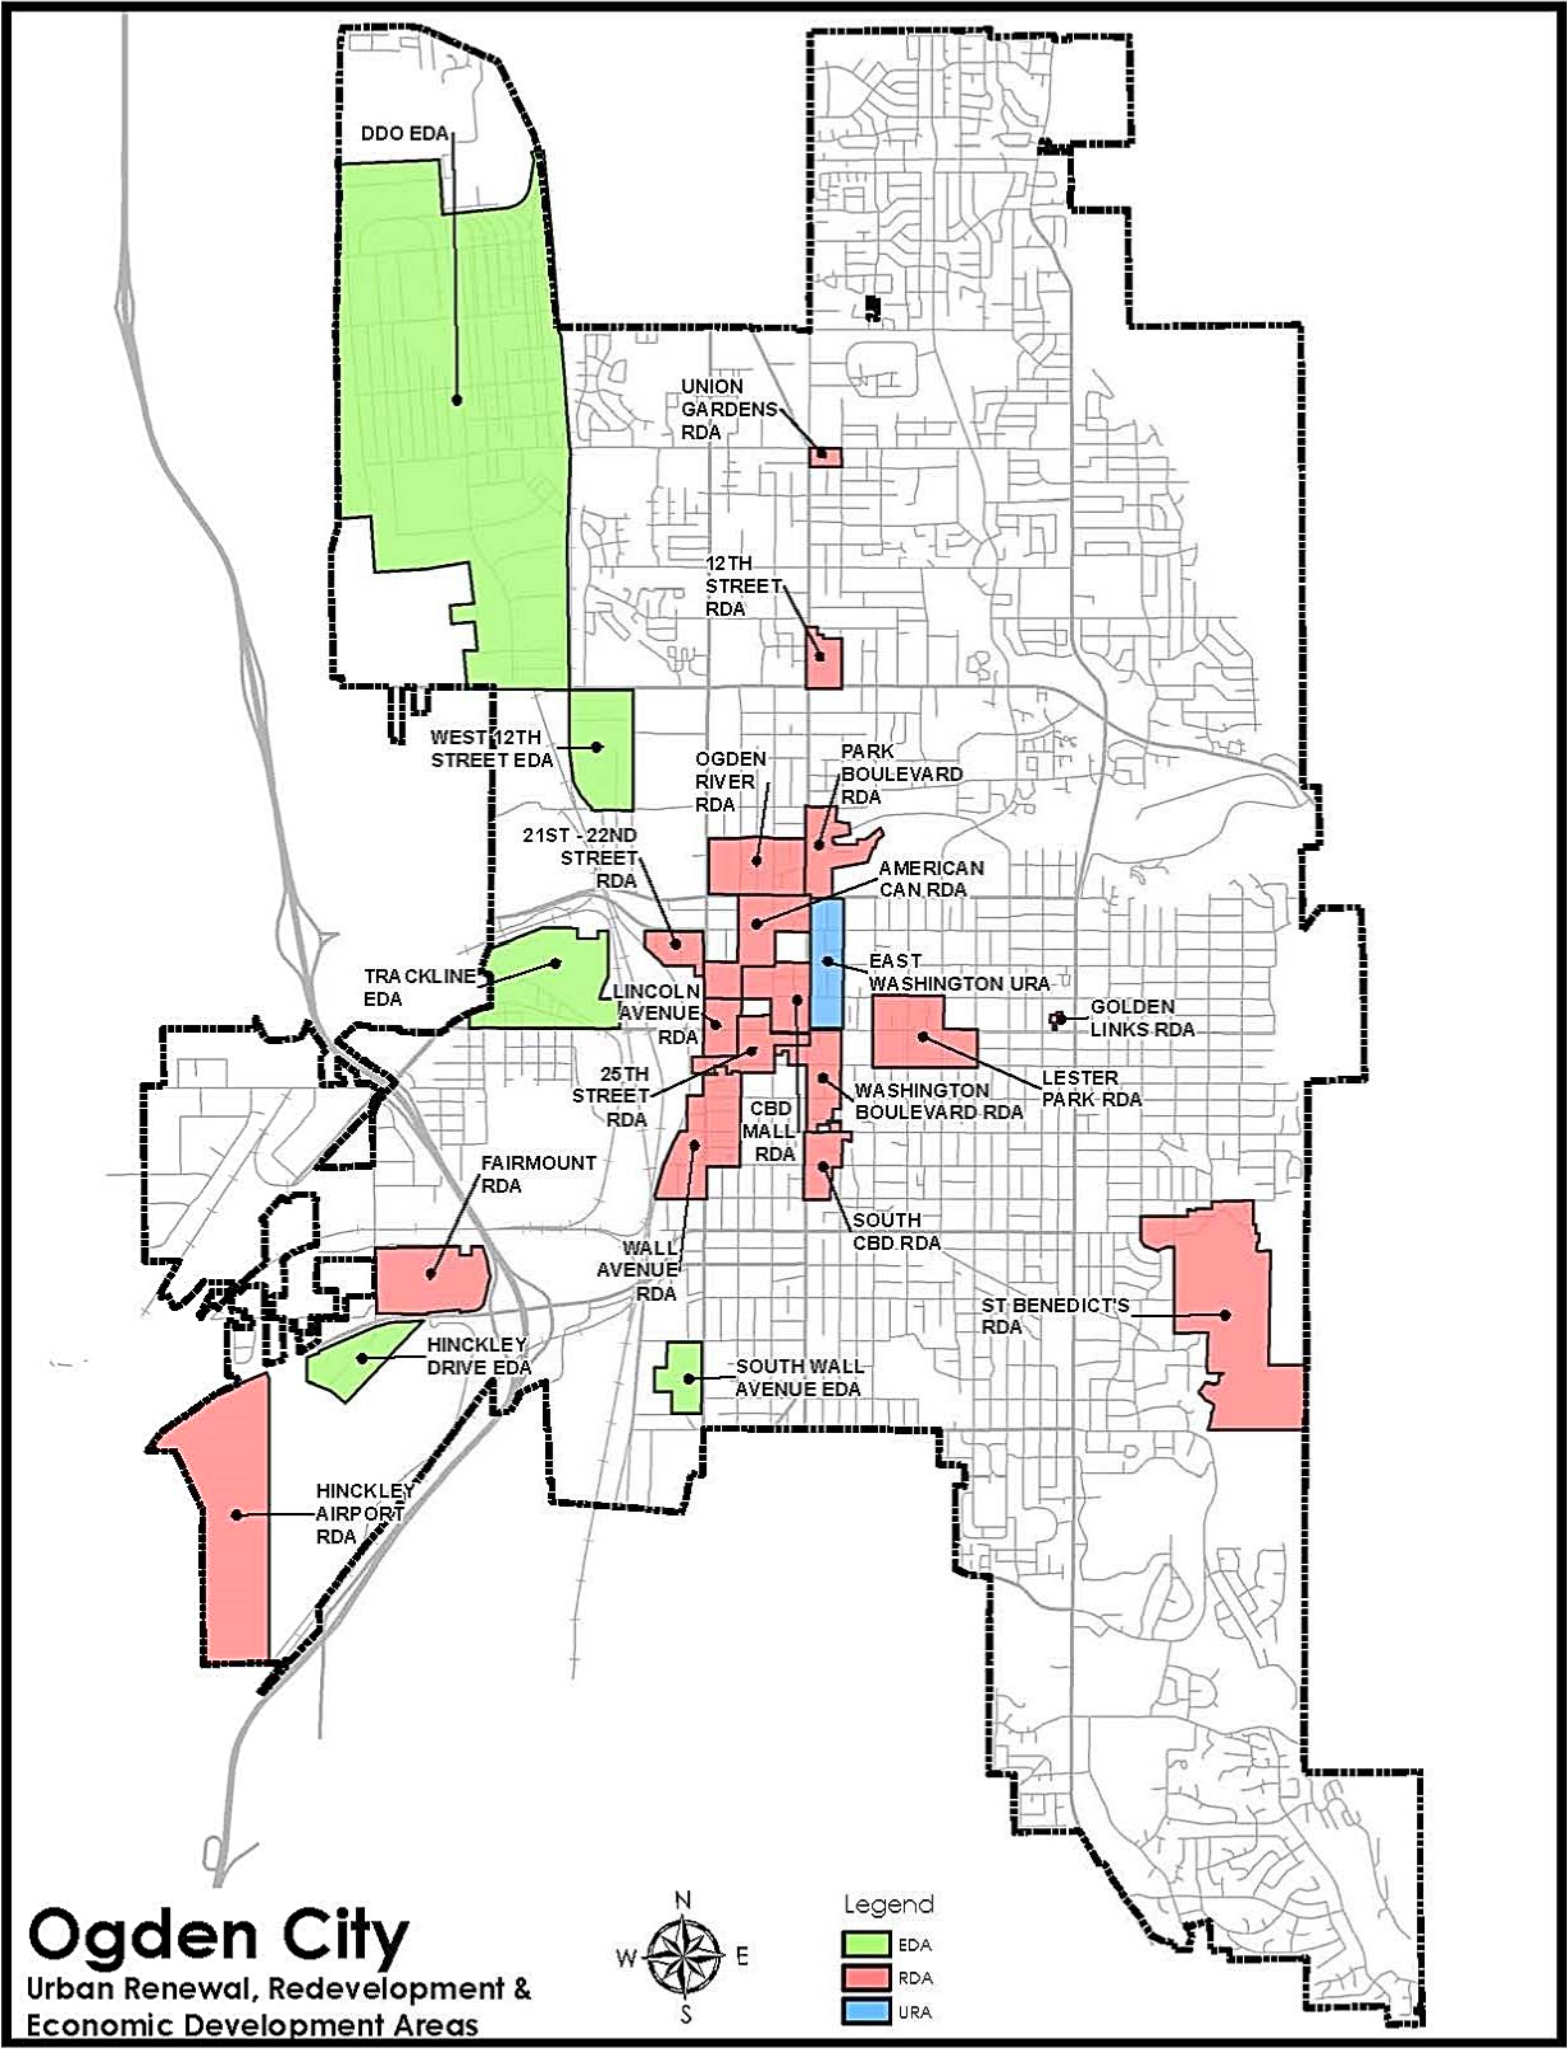 DDO EDA
UNION
GARDENS
RDA
12TH
STREET
RDA
WEST 12TH
STREET EDA
OGDEN
RIVER
RDA
PARK
BOULEVARD
RDA
21ST - 22ND
STREET
RDA
AMERICAN
CAN RDA
TRACKLINE
EDA
LINCOLN
AVENUE
RDA
EAST
WASHINGTON URA
GOLDEN
LINKS RDA
25TH
STREET
RDA
CBD
MALL
RDA
WASHINGTON
BOULEVARD RDA
LESTER
PARK RDA
FAIRMOUNT
RDA
SOUTH
CBD RDA
WALL
AVENUE
RDA
ST BENEDICT'S
RDA
HINCKLEY
DRIVE EDA
SOUTH WALL
AVENUE EDA
HINCKLEY
AIRPORT
RDA
Ogden City
Urban Renewal, Redevelopment &
Economic Development Areas
N
W E
S
Legend
EDA
RDA
URA